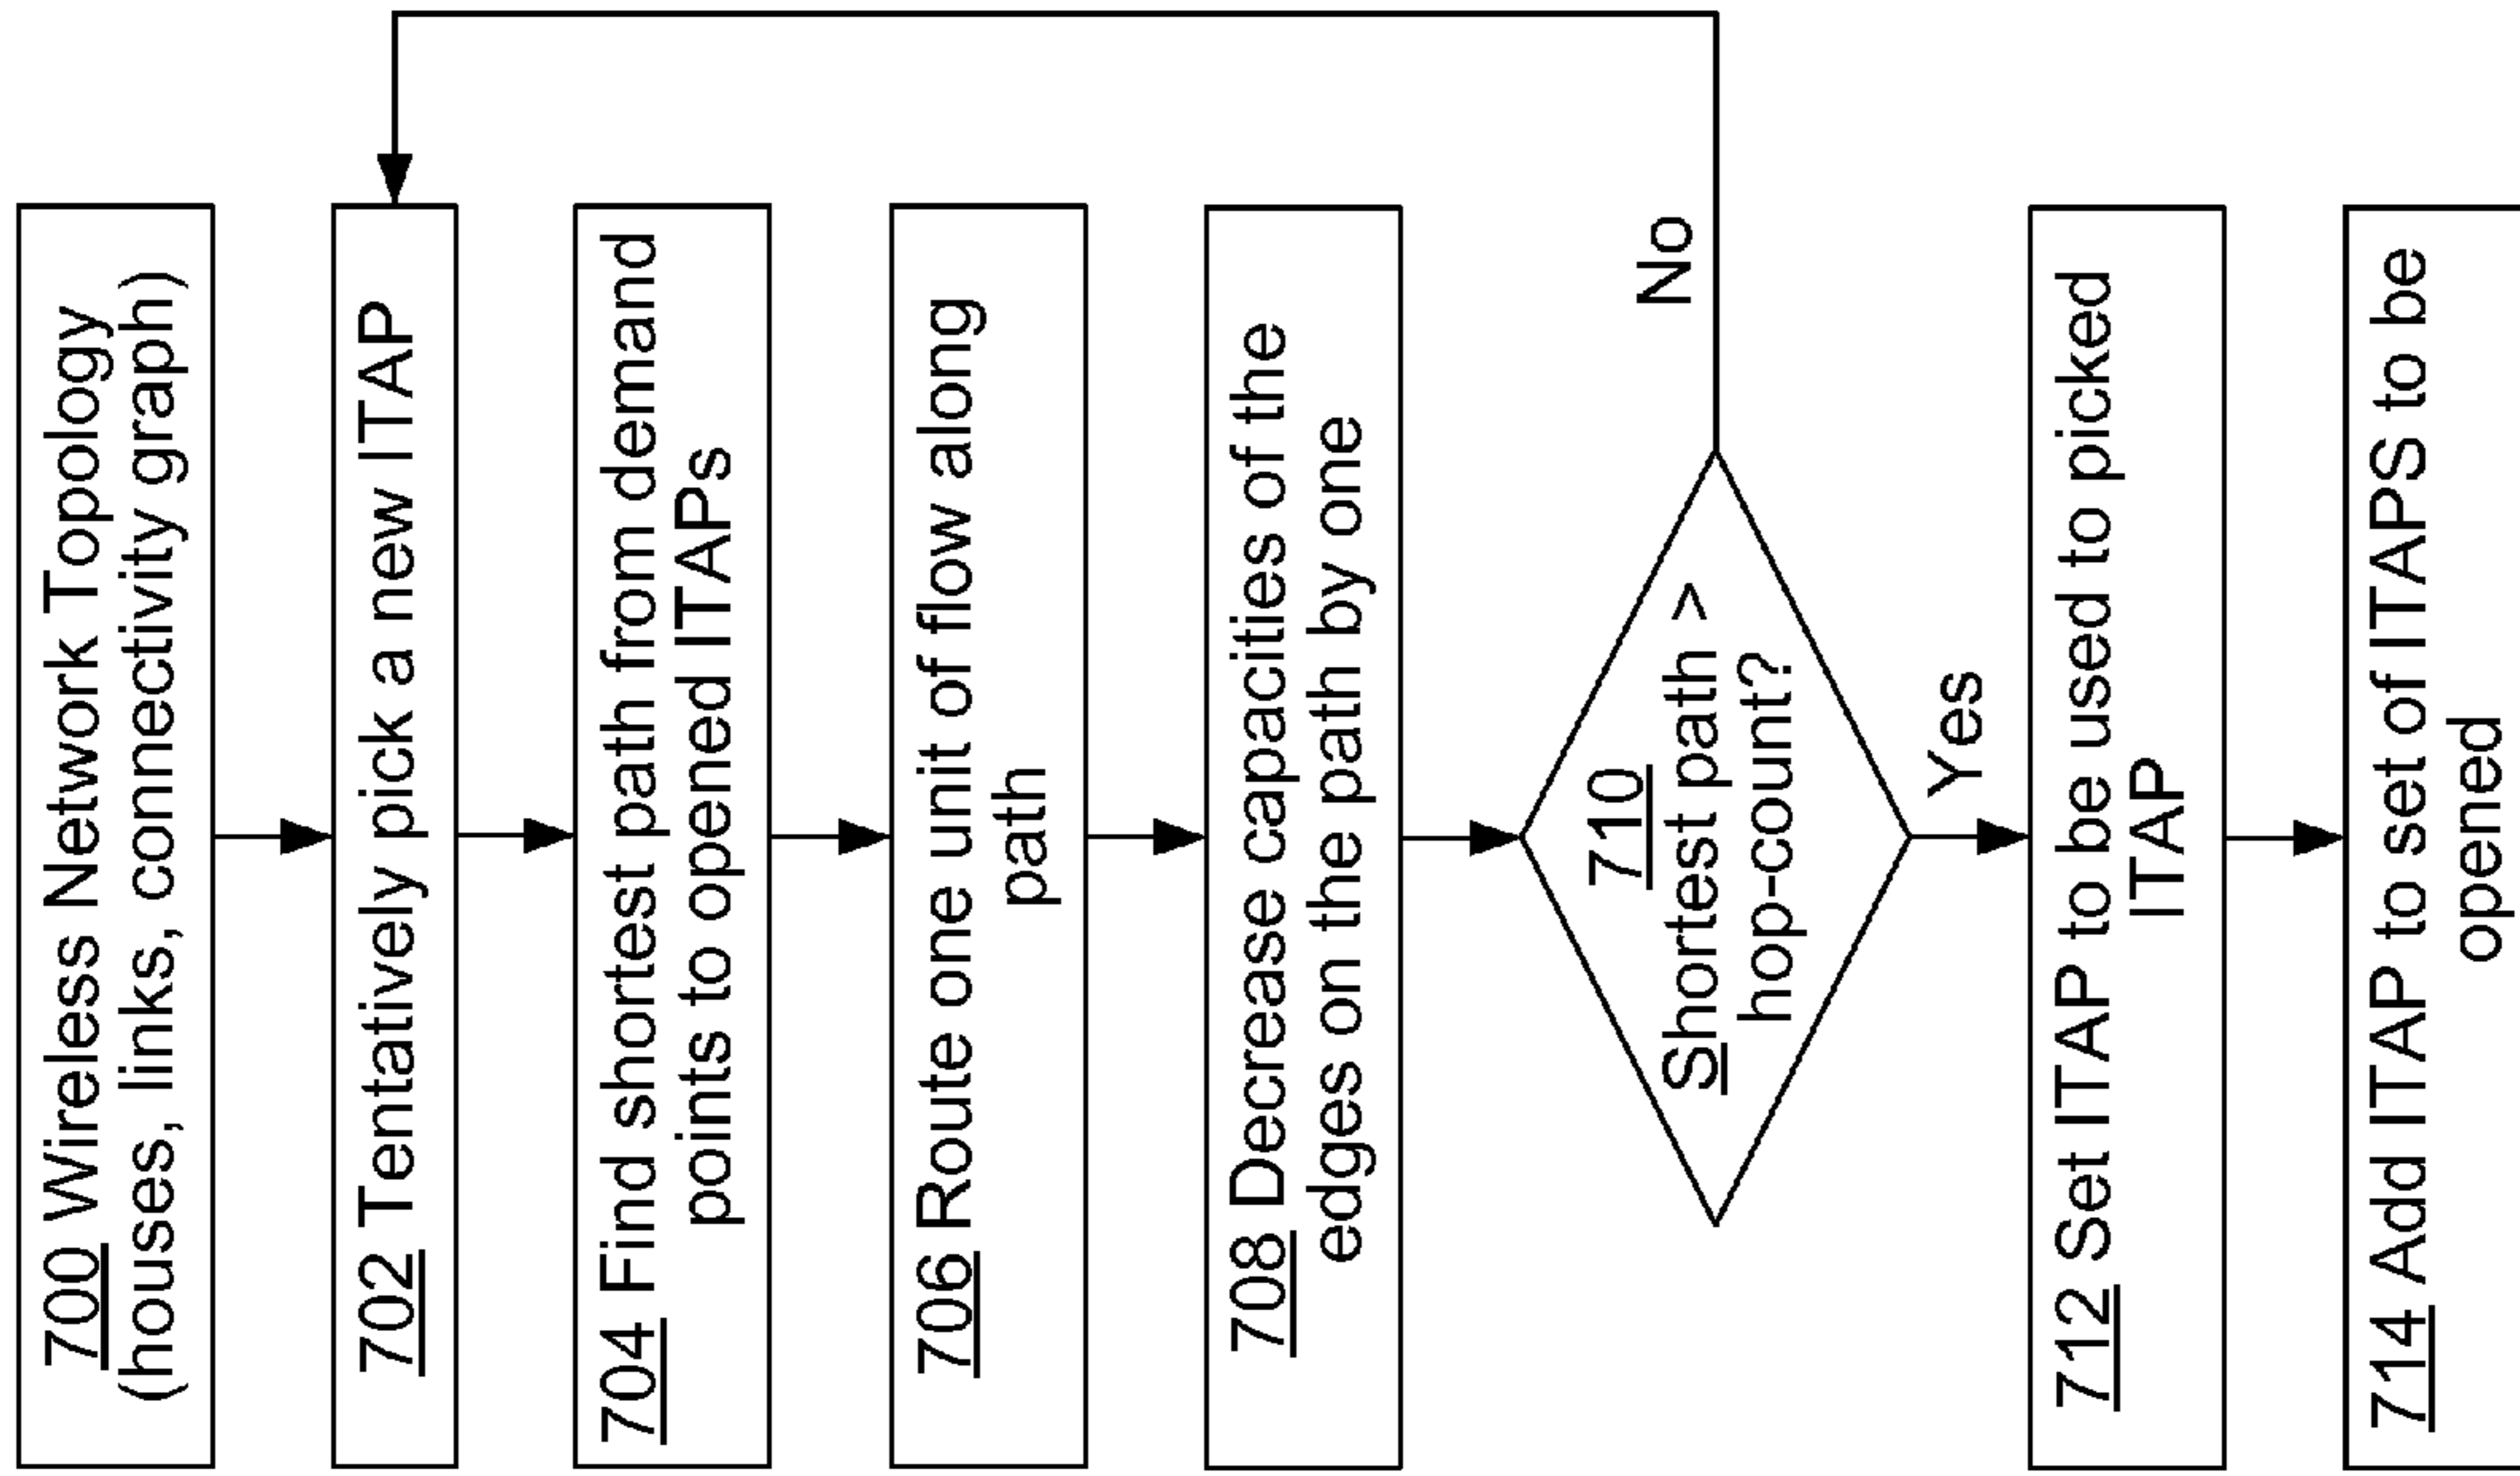 700 Wireless Network Topology
(houses, links, connectivity graph)
702 Tentatively pick a new ITAP
704 Find shortest path from demand
points to opened ITAPs
706 Route one unit of flow along
path
708 Decrease capacities of the
edges on the path by one
710
Shortest path >
hop-count?
No
Yes
712 Set ITAP to be used to picked
ITAP
714 Add ITAP to set of ITAPS to be
opened